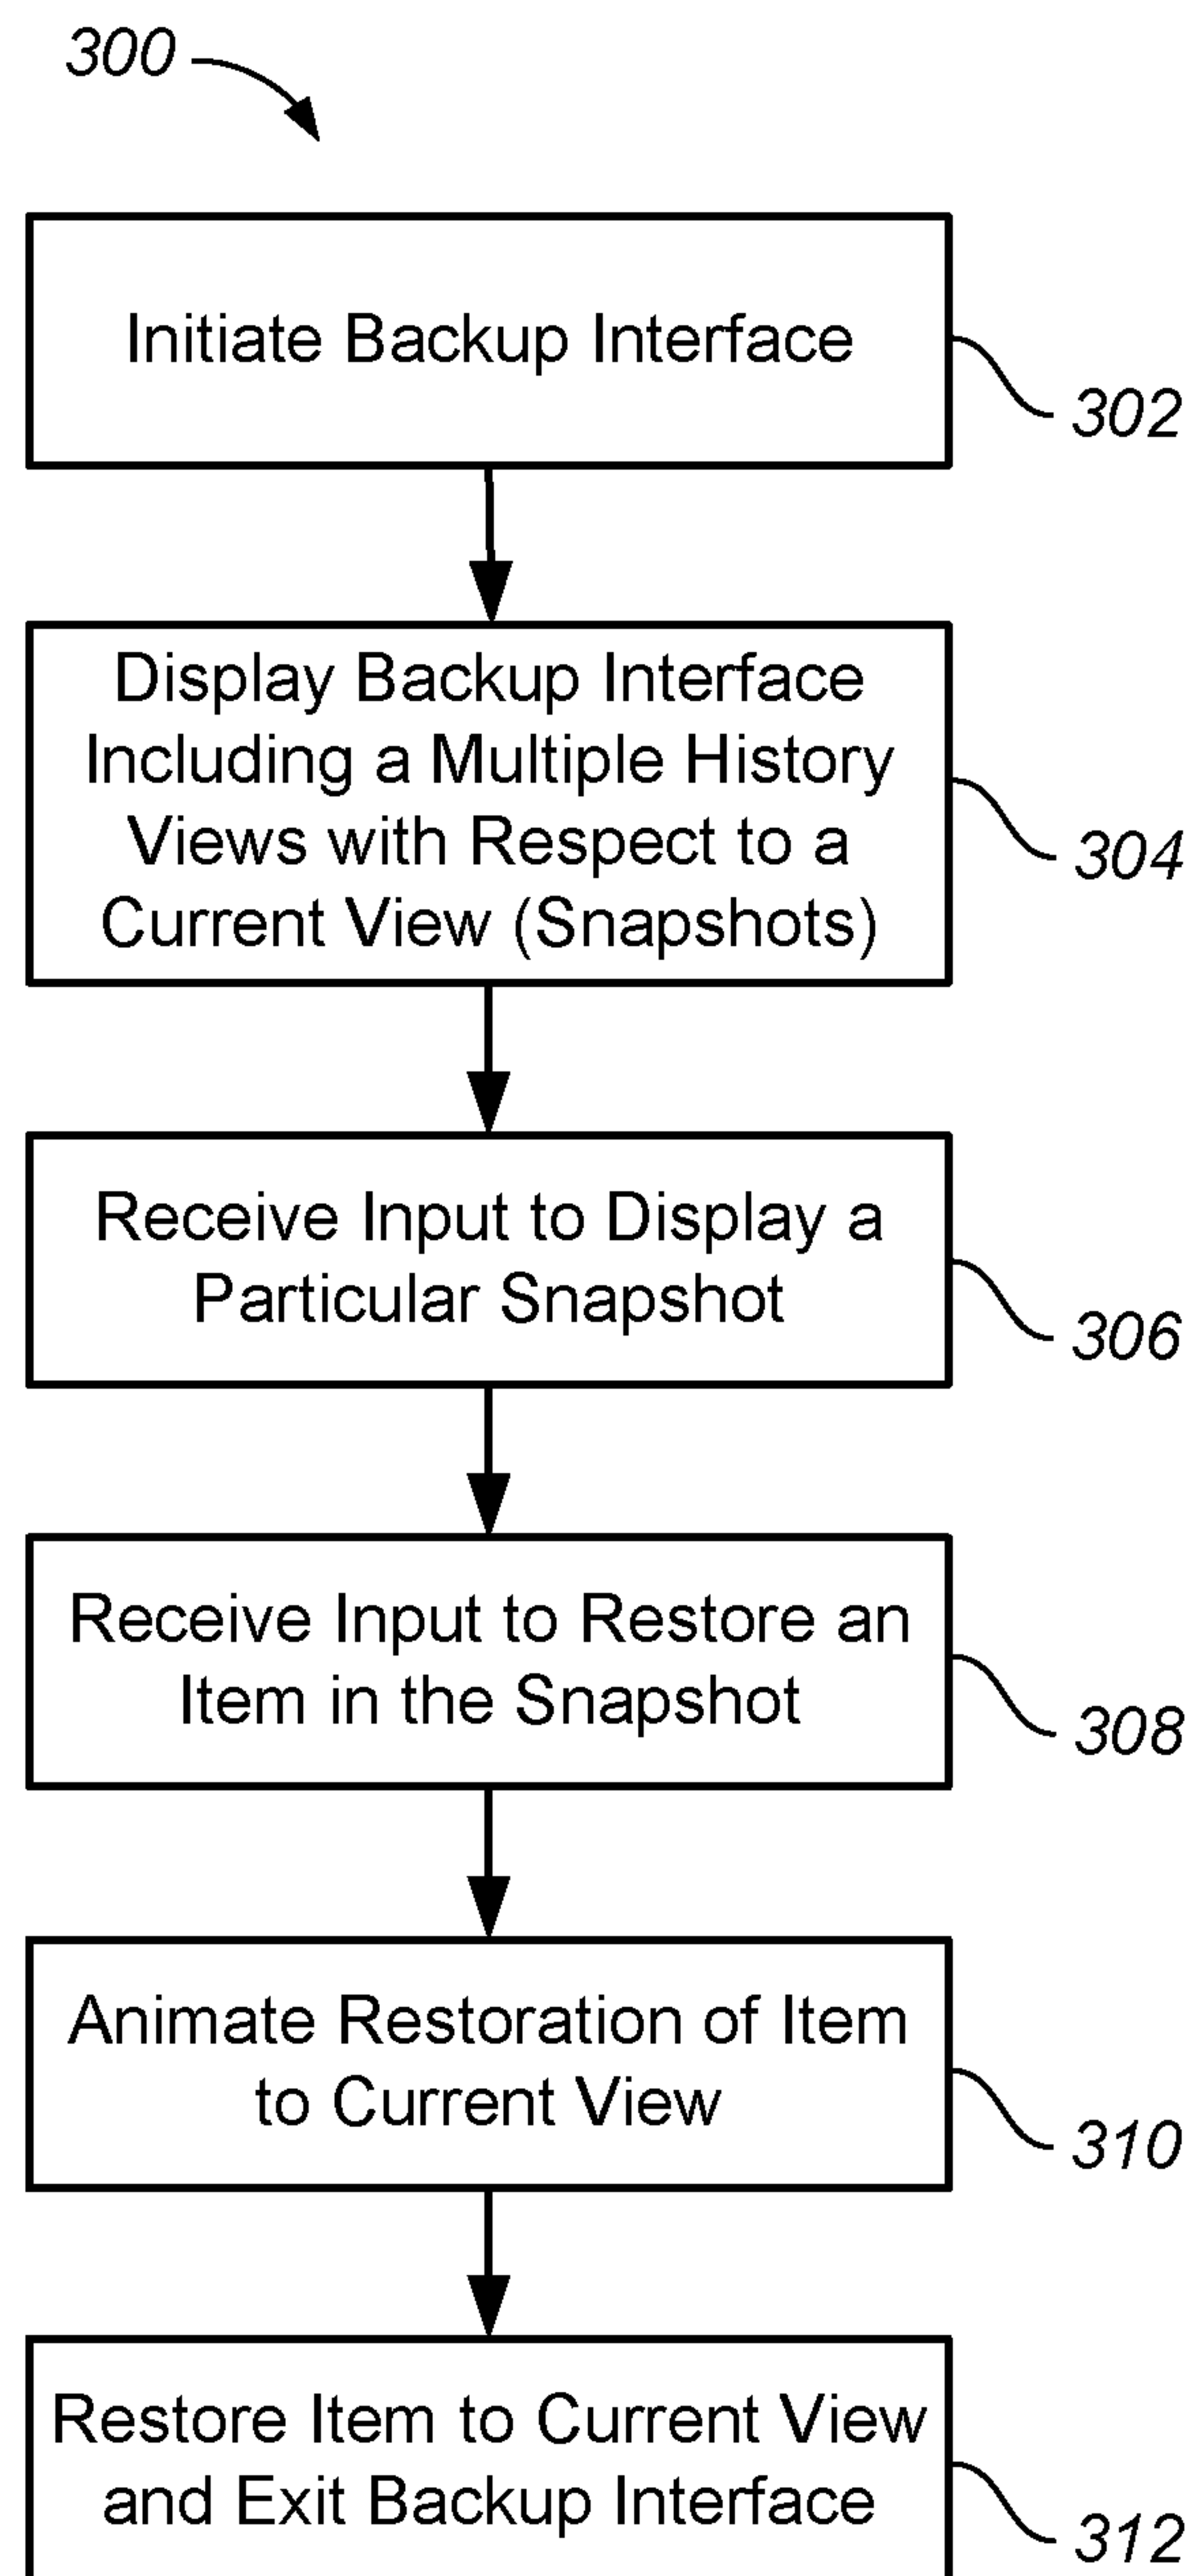 300
Initiate Backup Interface
302
Display Backup Interface
Including a Multiple History
Views with Respect to a
Current View (Snapshots)
304
Receive Input to Display a
Particular Snapshot
306
Receive Input to Restore an
Item in the Snapshot
308
Animate Restoration of Item
to Current View
310
Restore Item to Current View
and Exit Backup Interface
312